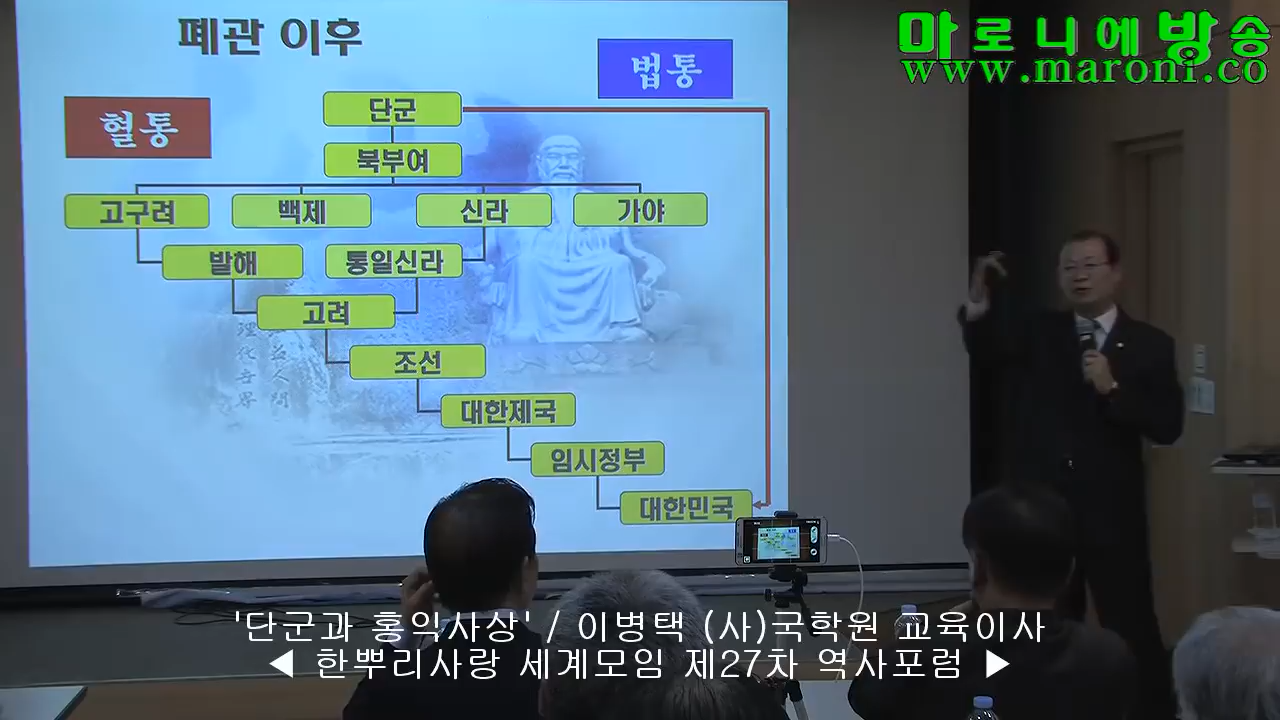 폐관 이후
마로니에방송
www.maroni.co
법통
혈통
단군
북부여
고구려
백제
신라
가야
발해
통일신라
고려
조선
대한제국
임시정부
대한민국
'단군과 홍익사상' / 이병택 (사)국학원 교육이사
◀ 한뿌리사랑 세계모임 제27차 역사포럼 ▶